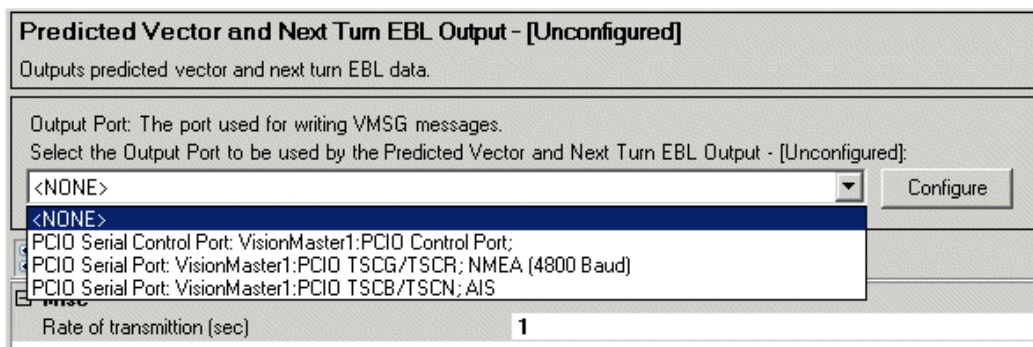 Predicted Vector and Next Turn EBL Output - [Unconfigured]
Outputs predicted vector and next turn EBL data.
Output Port: The port used for writing VMSG messages.
Select the Output Port to be used by the Predicted Vector and Next Turn EBL Output - [Unconfigured]:
<NONE> Configure
<NONE>
PCIO Serial Control Port: VisionMaster1:PCIO Control Port;
PCIO Serial Port: VisionMaster1:PCIO TSCG/TSCR; NMEA (4800 Baud)
PCIO Serial Port: VisionMaster1:PCIO TSCB/TSCN; AIS
Misc
Rate of transmittion (sec) 1